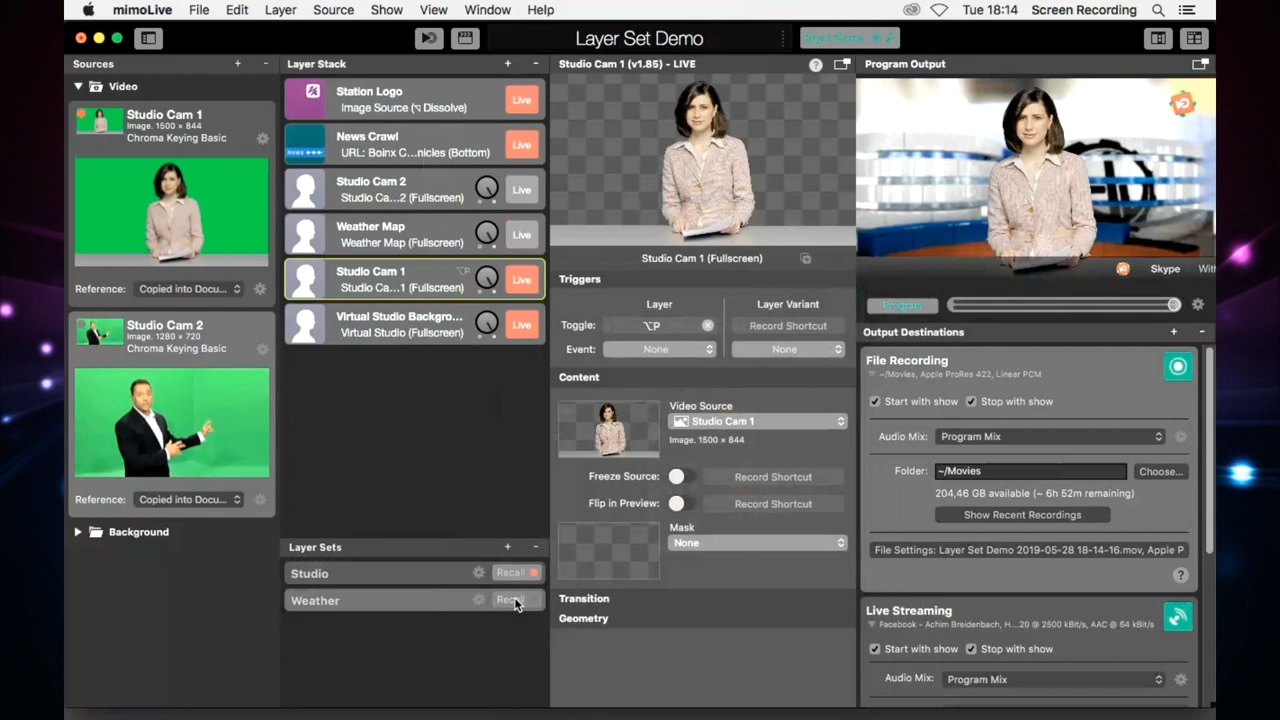 mimoLive File Edit Layer Source Show View Window Help Tue 18:14 Screen Recording
Layer Set Demo
Sources
Video
Studio Cam 1
Image. 1500 × 844
Chroma Keying Basic
Reference: Copied into Docu...
Studio Cam 2
Image. 1280 × 720
Chroma Keying Basic
Reference: Copied into Docu...
Background
Layer Stack
Station Logo
Image Source (⌥ Dissolve)
Live
News Crawl
URL: Boinx C...nicles (Bottom)
Live
Studio Cam 2
Studio Ca...2 (Fullscreen)
Live
Weather Map
Weather Map (Fullscreen)
Live
Studio Cam 1 ⌥P
Studio Ca...1 (Fullscreen)
Live
Virtual Studio Backgro...
Virtual Studio (Fullscreen)
Live
Layer Sets
Studio Recall
Weather Recall
Studio Cam 1 (v1.85) - LIVE
Studio Cam 1 (Fullscreen)
Triggers
Layer Layer Variant
Toggle: ⌥P Record Shortcut
Event: None None
Content
Video Source
Studio Cam 1
Image. 1500 × 844
Freeze Source: Record Shortcut
Flip in Preview: Record Shortcut
Mask
None
Transition
Geometry
Program Output
Skype
Program
Output Destinations
File Recording
~/Movies, Apple ProRes 422, Linear PCM
Start with show Stop with show
Audio Mix: Program Mix
Folder: ~/Movies Choose...
204,46 GB available (~ 6h 52m remaining)
Show Recent Recordings
File Settings: Layer Set Demo 2019-05-28 18-14-16.mov, Apple P
Live Streaming
Facebook - Achim Breidenbach, H....20 @ 2500 kBit/s, AAC @ 64 kBit/s
Start with show Stop with show
Audio Mix: Program Mix